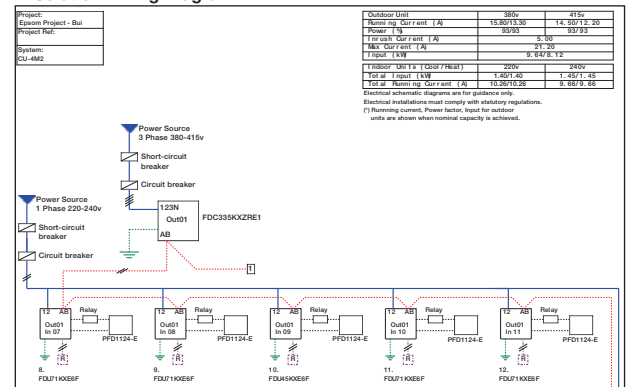 Project:
Epsom Project - Bui
Project Ref:
System:
CU-4M2
Outdoor Unit 380v 415v
Running Current (A) 15.80/13.30 14.50/12.20
Power (% 93/93 93/93
Inrush Current (A) 5.00
Max Current (A) 21.20
Input (kW 9.64/8.12
Indoor Units (Cool/Heat) 220v 240v
Total Input (kW 1.40/1.40 1.45/1.45
Total Running Current (A) 10.26/10.26 9.66/9.66
Electrical schematic diagrams are for guidance only.
Electrical installations must comply with statutory regulations.
(*) Runnning current, Power factor, Input for outdoor
units are shown when nominal capacity is achieved.
Power Source
3 Phase 380-415v
Short-circuit
breaker
Circuit breaker
Power Source
1 Phase 220-240v
Short-circuit
breaker
Circuit breaker
123N
Out01
AB
FDC335KXZRE1
1
12 AB Relay 12 AB Relay 12 AB Relay 12 AB Relay 12 AB Relay
Out01 Out01 Out01 Out01 Out01
In 07 In 08 In 09 In 10 In 11
PFD1124-E PFD1124-E PFD1124-E PFD1124-E PFD1124-E
R R R R R
8. 9. 10. 11. 12.
FDU71KXE6F FDU71KXE6F FDU45KXE6F FDU71KXE6F FDU71KXE6F